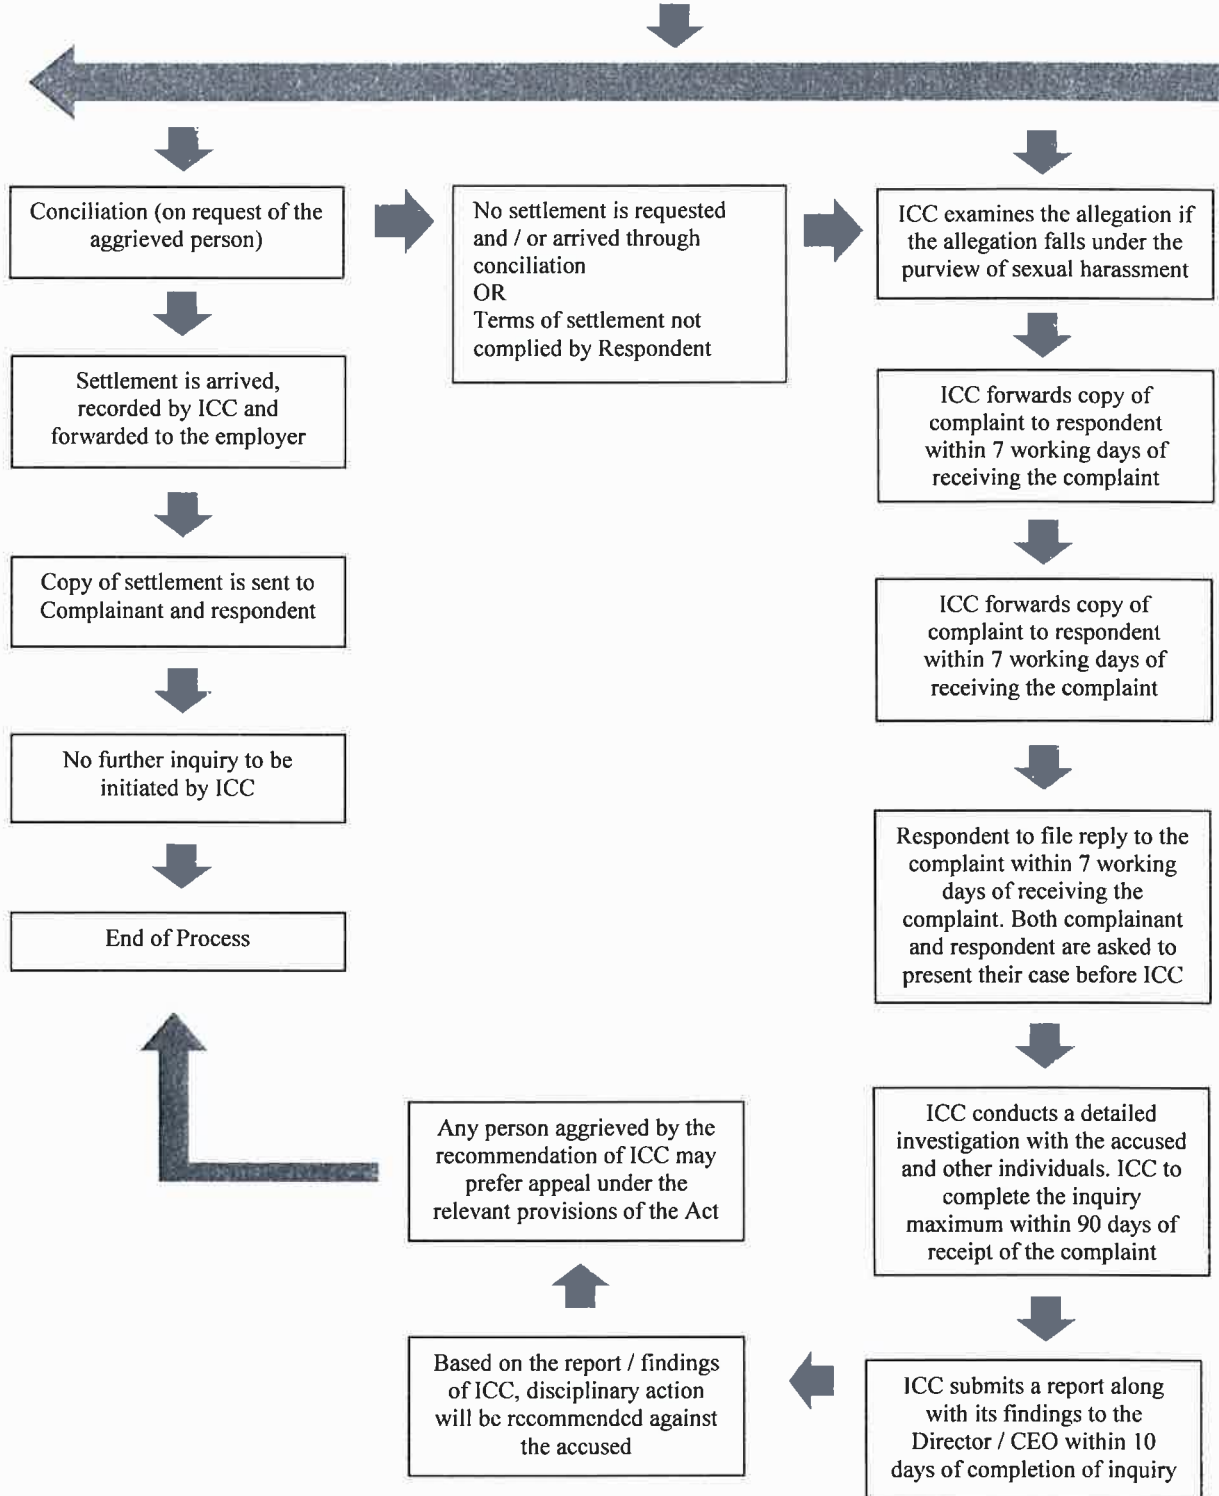 Conciliation (on request of the
aggrieved person)
No settlement is requested
and / or arrived through
conciliation
OR
Terms of settlement not
complied by Respondent
ICC examines the allegation if
the allegation falls under the
purview of sexual harassment
Settlement is arrived,
recorded by ICC and
forwarded to the employer
ICC forwards copy of
complaint to respondent
within 7 working days of
receiving the complaint
Copy of settlement is sent to
Complainant and respondent
ICC forwards copy of
complaint to respondent
within 7 working days of
receiving the complaint
No further inquiry to be
initiated by ICC
Respondent to file reply to the
complaint within 7 working
days of receiving the
complaint. Both complainant
and respondent are asked to
present their case before ICC
End of Process
ICC conducts a detailed
investigation with the accused
and other individuals. ICC to
complete the inquiry
maximum within 90 days of
receipt of the complaint
Any person aggrieved by the
recommendation of ICC may
prefer appeal under the
relevant provisions of the Act
Based on the report / findings
of ICC, disciplinary action
will be recommended against
the accused
ICC submits a report along
with its findings to the
Director / CEO within 10
days of completion of inquiry